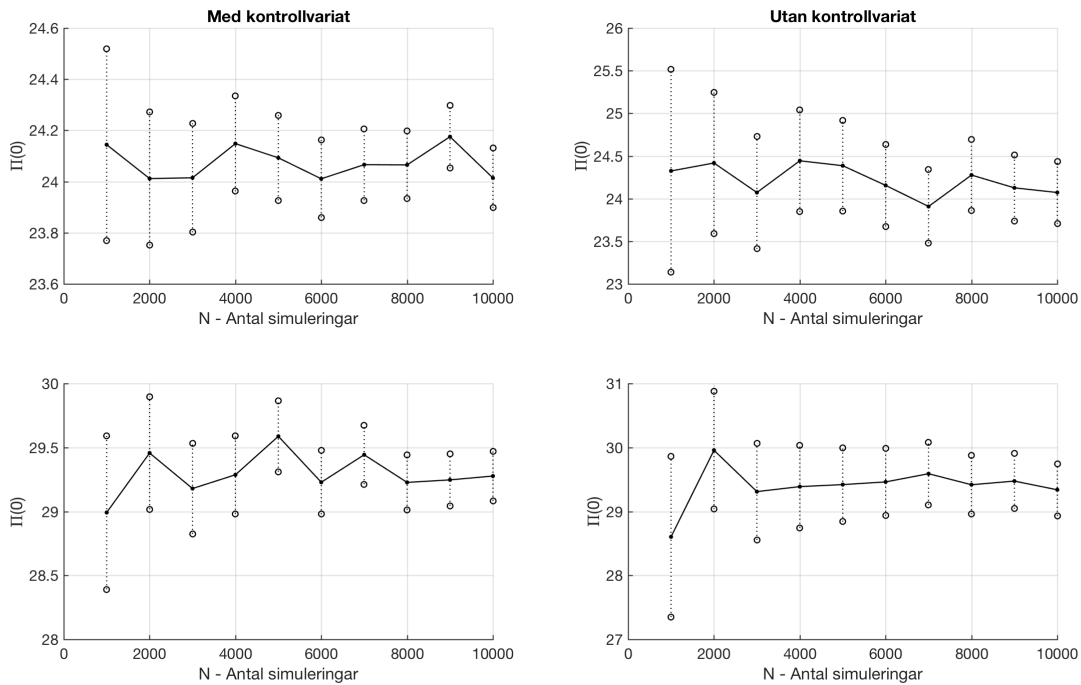 Med kontrollvariat
24.6
24.4
24.2
24
23.8
23.6
Π(0)
0 2000 4000 6000 8000 10000
N - Antal simuleringar
Utan kontrollvariat
26
25.5
25
24.5
24
23.5
23
Π(0)
0 2000 4000 6000 8000 10000
N - Antal simuleringar
30
29.5
29
28.5
28
Π(0)
0 2000 4000 6000 8000 10000
N - Antal simuleringar
31
30
29
28
27
Π(0)
0 2000 4000 6000 8000 10000
N - Antal simuleringar